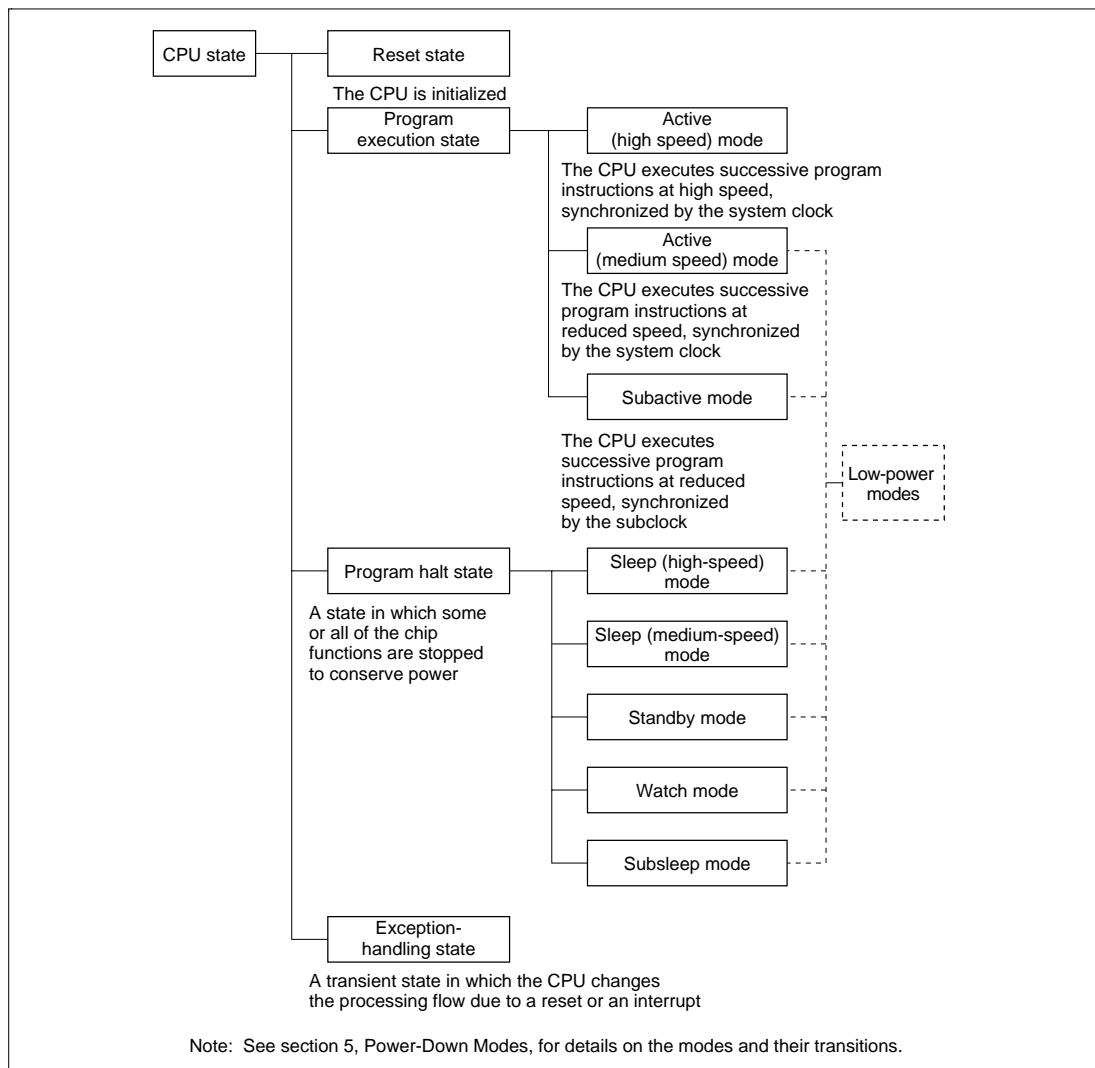 CPU state
Reset state
The CPU is initialized
Program
execution state
Active
(high speed) mode
The CPU executes successive program
instructions at high speed,
synchronized by the system clock
Active
(medium speed) mode
The CPU executes successive
program instructions at
reduced speed, synchronized
by the system clock
Subactive mode
The CPU executes
successive program
instructions at reduced
speed, synchronized
by the subclock
Low-power
modes
Program halt state
A state in which some
or all of the chip
functions are stopped
to conserve power
Sleep (high-speed)
mode
Sleep (medium-speed)
mode
Standby mode
Watch mode
Subsleep mode
Exception-
handling state
A transient state in which the CPU changes
the processing flow due to a reset or an interrupt
Note: See section 5, Power-Down Modes, for details on the modes and their transitions.